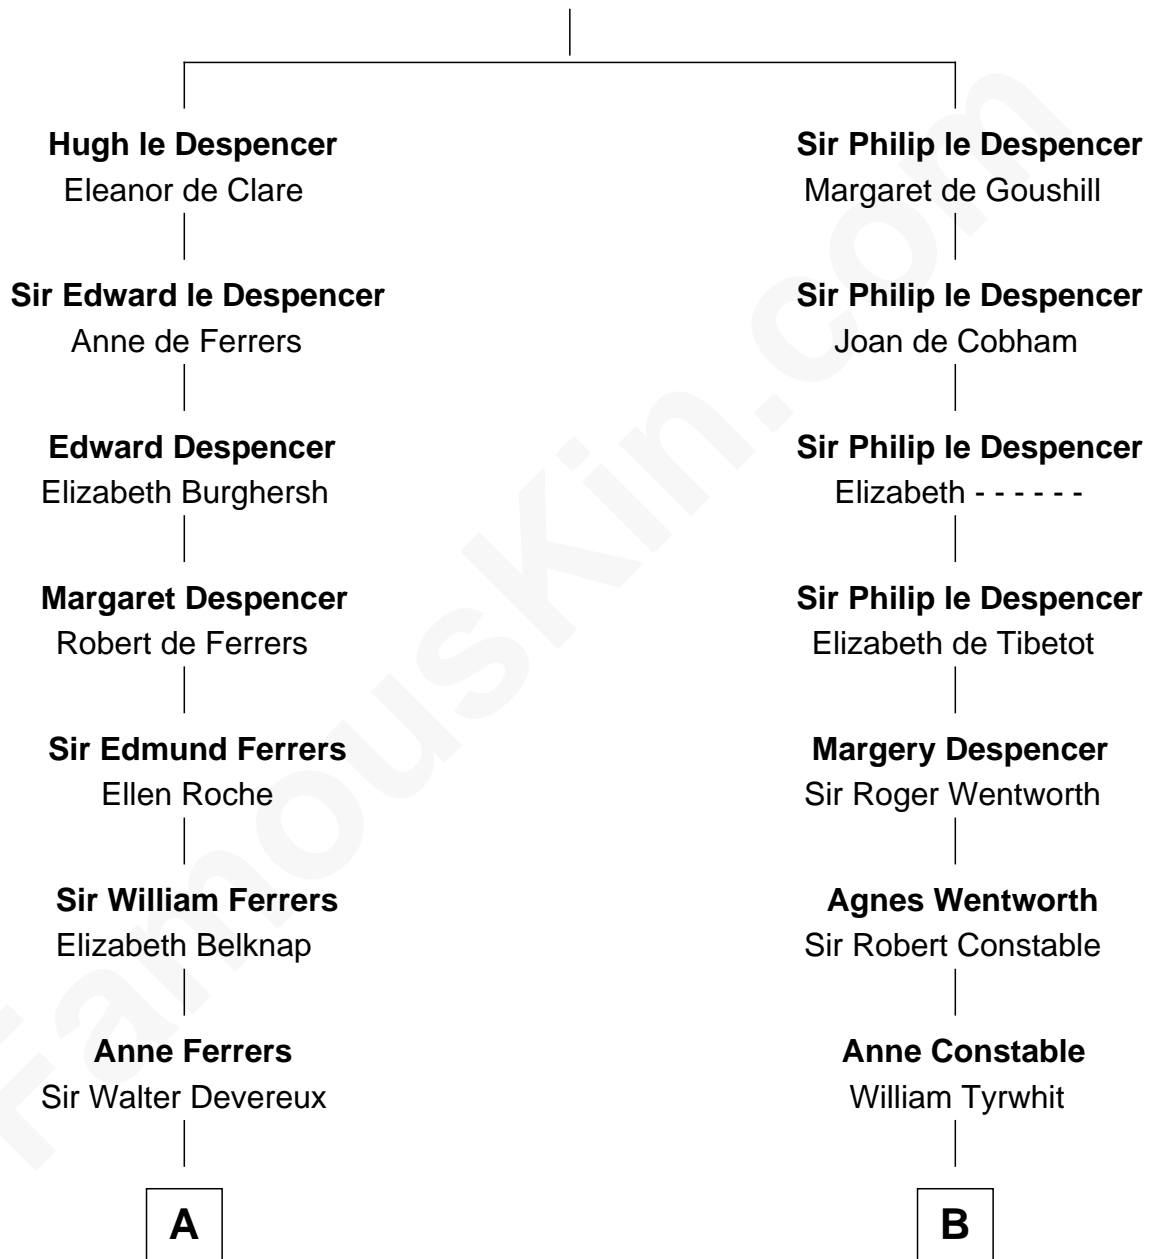 Hugh le Despencer
Eleanor de Clare
Sir Edward le Despencer
Anne de Ferrers
Edward Despencer
Elizabeth Burghersh
Margaret Despencer
Robert de Ferrers
Sir Edmund Ferrers
Ellen Roche
Sir William Ferrers
Elizabeth Belknap
Anne Ferrers
Sir Walter Devereux
A
Sir Philip le Despencer
Margaret de Goushill
Sir Philip le Despencer
Joan de Cobham
Sir Philip le Despencer
Elizabeth - - - - - -
Sir Philip le Despencer
Elizabeth de Tibetot
Margery Despencer
Sir Roger Wentworth
Agnes Wentworth
Sir Robert Constable
Anne Constable
William Tyrwhit
B
FamousKin.com